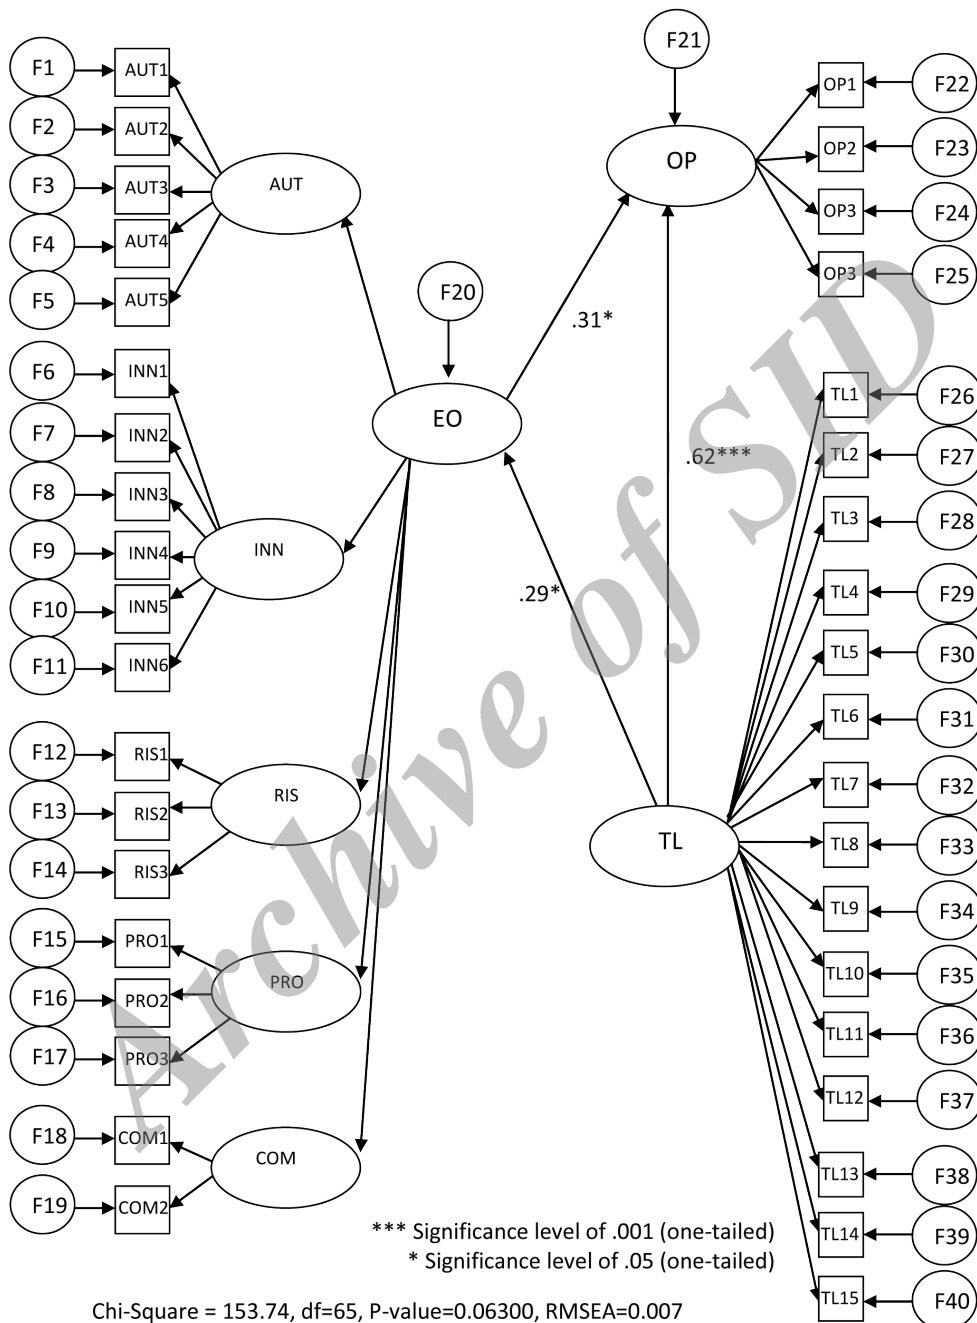 F21
F1
AUT1
F2
AUT2
F3
AUT3
F4
AUT4
F5
AUT5
AUT
OP
OP1
F22
OP2
F23
OP3
F24
OP3
F25
F20
.31*
EO
F6
INN1
F7
INN2
F8
INN3
F9
INN4
F10
INN5
F11
INN6
INN
.62***
.29*
TL1
F26
TL2
F27
TL3
F28
TL4
F29
TL5
F30
TL6
F31
TL7
F32
TL8
F33
TL9
F34
TL10
F35
TL11
F36
TL12
F37
TL13
F38
TL14
F39
TL15
F40
TL
F12
RIS1
F13
RIS2
F14
RIS3
RIS
F15
PRO1
F16
PRO2
F17
PRO3
PRO
F18
COM1
F19
COM2
COM
*** Significance level of .001 (one-tailed)
* Significance level of .05 (one-tailed)
Chi-Square = 153.74, df=65, P-value=0.06300, RMSEA=0.007
Archive of SID